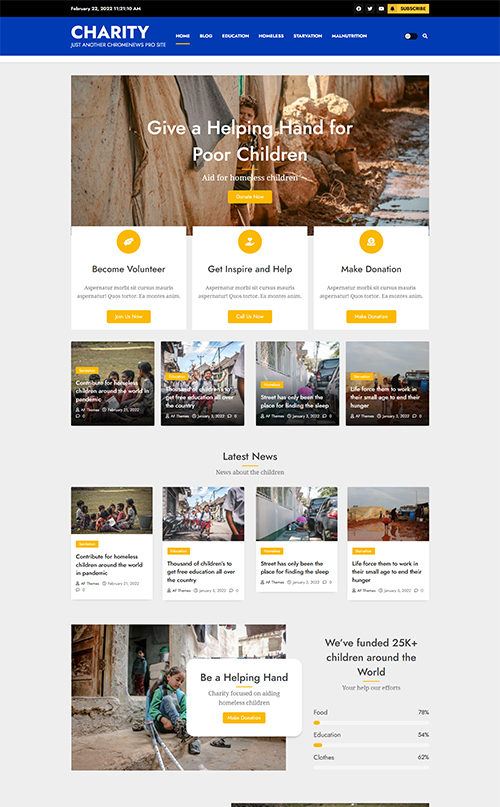 February 22, 2022 11:21:10 AM
SUBSCRIBE
CHARITY
JUST ANOTHER CHROMENEWS PRO SITE
HOME BLOG EDUCATION HOMELESS STARVATION MALNUTRITION
Give a Helping Hand for
Poor Children
Aid for homeless children
Donate Now
Become Volunteer
Aspernatur morbi sit cursus mauris
aspernatur! Quos tortor. Ea montes anim.
Join Us Now
Get Inspire and Help
Aspernatur morbi sit cursus mauris
aspernatur! Quos tortor. Ea montes anim.
Call Us Now
Make Donation
Aspernatur morbi sit cursus mauris
aspernatur! Quos tortor. Ea montes anim.
Make Donation
Starvation
Contribute for homeless
children around the world in
pandemic
AF Themes February 21, 2022
0
Education
Thousand of children's to
get free education all over
the country
AF Themes January 3, 2022 0
Homeless
Street has only been the
place for finding the sleep
AF Themes January 3, 2022 0
Starvation
Life force them to work in
their small age to end their
hunger
AF Themes January 3, 2022 0
Latest News
News about the children
Starvation
Contribute for homeless
children around the world
in pandemic
AF Themes February 21, 2022
0
Education
Thousand of children's to
get free education all over
the country
AF Themes January 3, 2022 0
Homeless
Street has only been the
place for finding the sleep
AF Themes January 3, 2022 0
Starvation
Life force them to work in
their small age to end their
hunger
AF Themes January 3, 2022 0
Be a Helping Hand
Charity focused on aiding
homeless children
Make Donation
We've funded 25K+
children around the
World
Your help our efforts
Food 78%
Education 54%
Clothes 62%